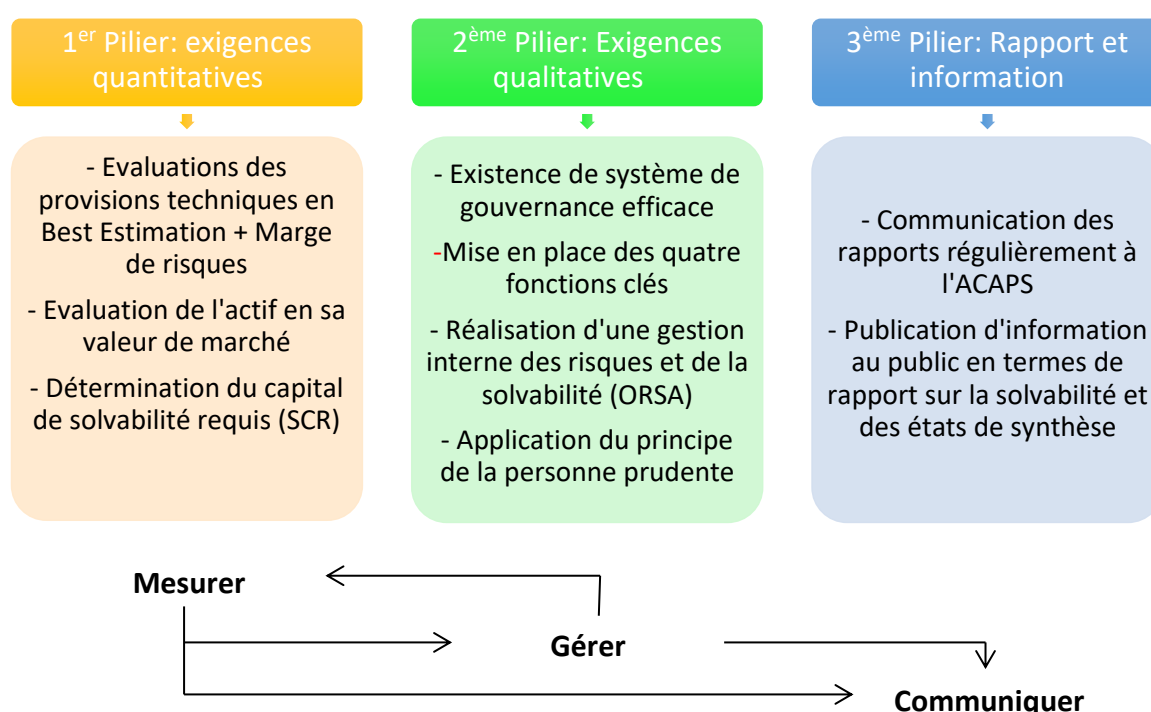 1er Pilier: exigences
quantitatives
- Evaluations des
provisions techniques en
Best Estimation + Marge
de risques
- Evaluation de l'actif en sa
valeur de marché
- Détermination du capital
de solvabilité requis (SCR)
2ème Pilier: Exigences
qualitatives
- Existence de système de
gouvernance efficace
-Mise en place des quatre
fonctions clés
- Réalisation d'une gestion
interne des risques et de la
solvabilité (ORSA)
- Application du principe
de la personne prudente
3ème Pilier: Rapport et
information
- Communication des
rapports régulièrement à
l'ACAPS
- Publication d'information
au public en termes de
rapport sur la solvabilité et
des états de synthèse
Mesurer
Gérer
Communiquer